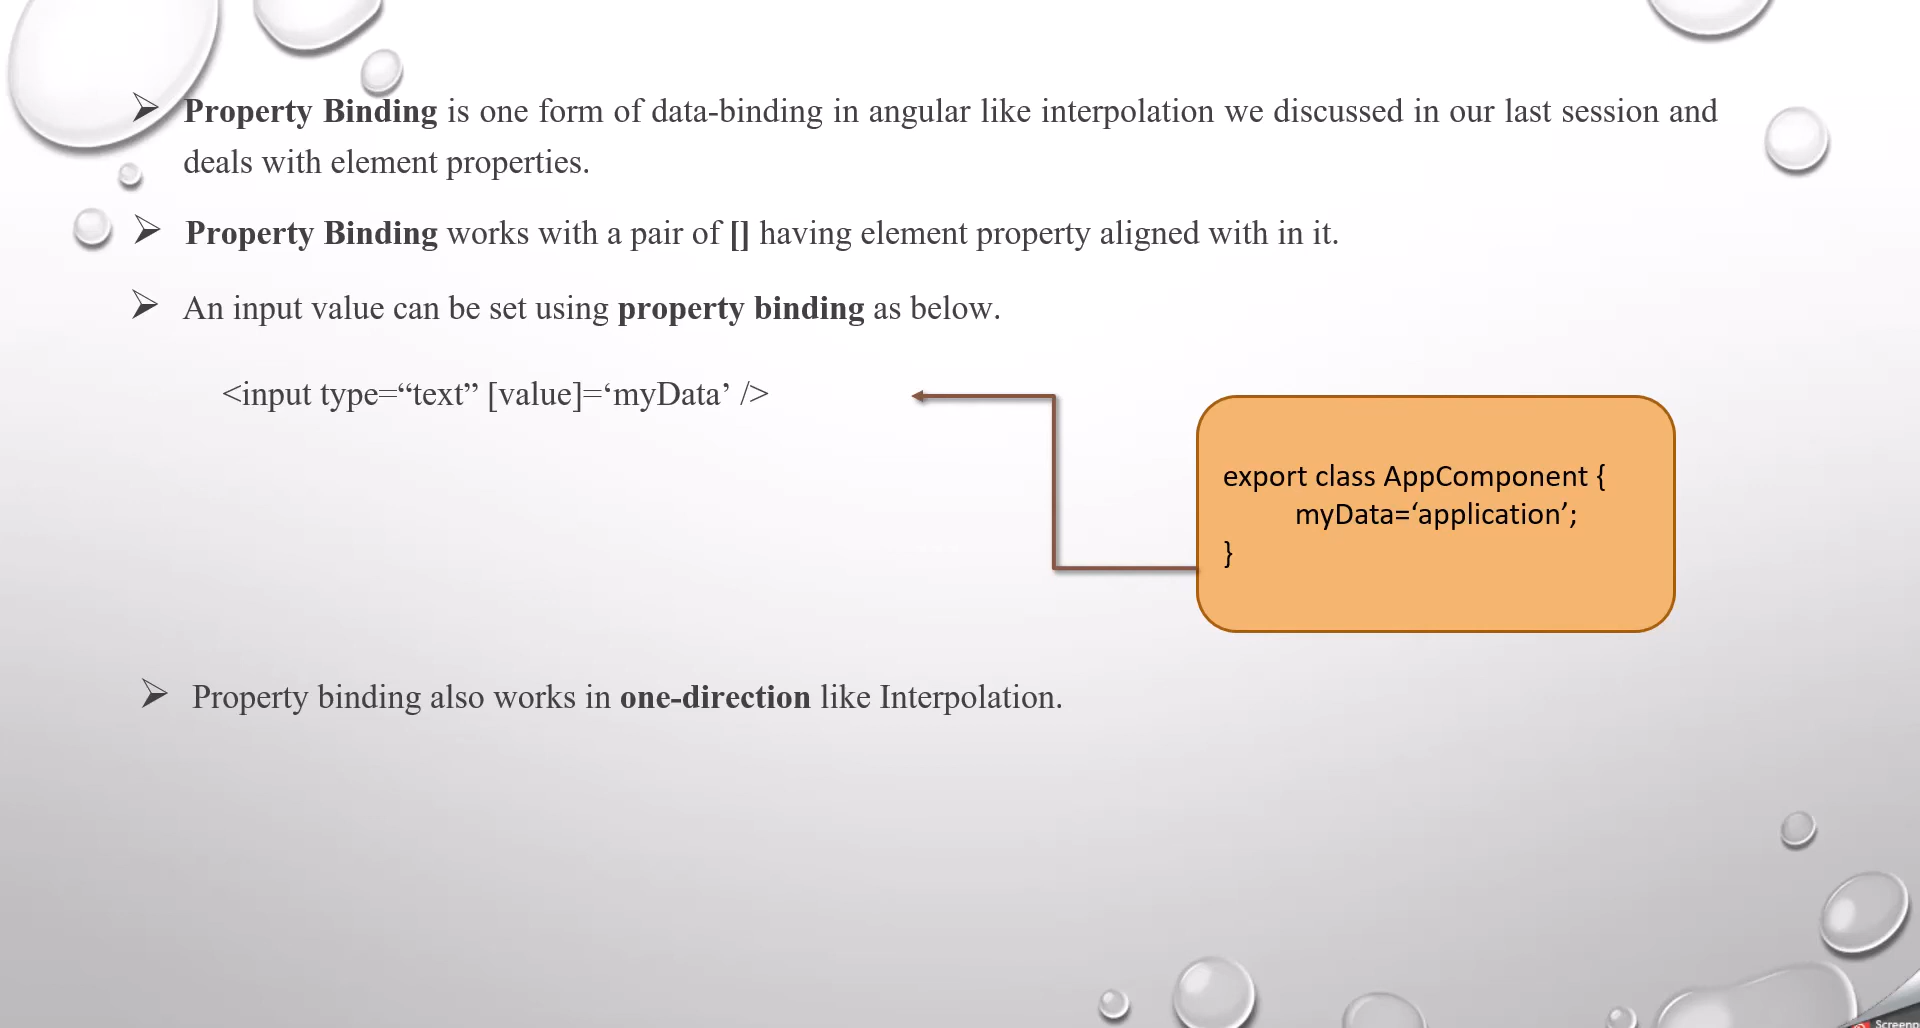 Property Binding is one form of data-binding in angular like interpolation we discussed in our last session and
deals with element properties.
Property Binding works with a pair of [] having element property aligned with in it.
An input value can be set using property binding as below.
<input type=“text” [value]=‘myData’ />
export class AppComponent {
myData=‘application’;
}
Property binding also works in one-direction like Interpolation.